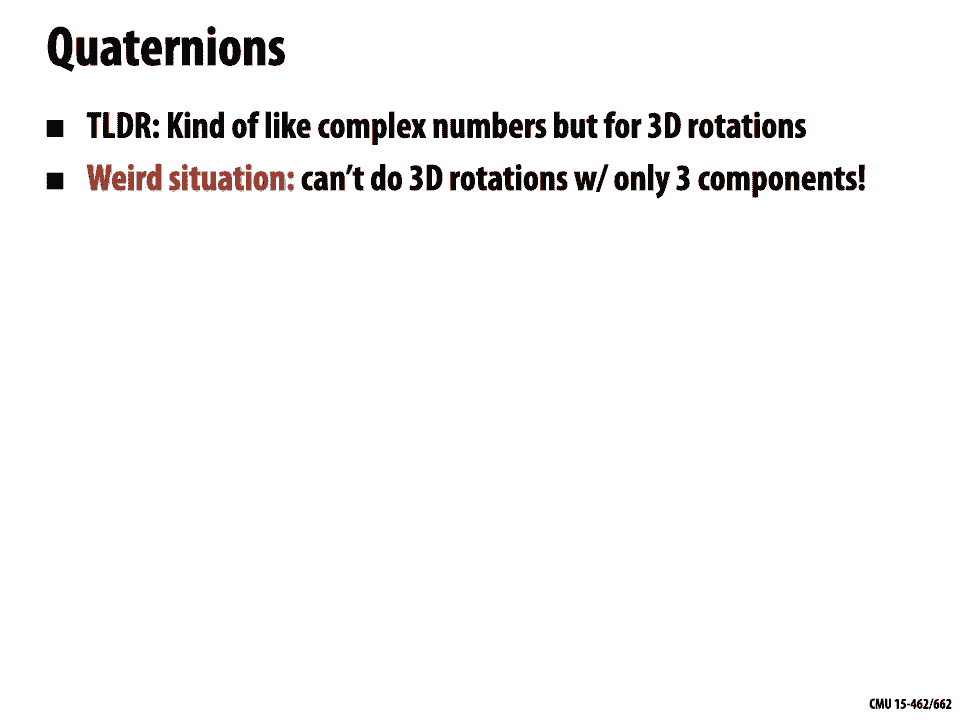 Quaternions
■ TLDR: Kind of like complex numbers but for 3D rotations
■ Weird situation: can’t do 3D rotations w/ only 3 components!
CMU 15-462/662